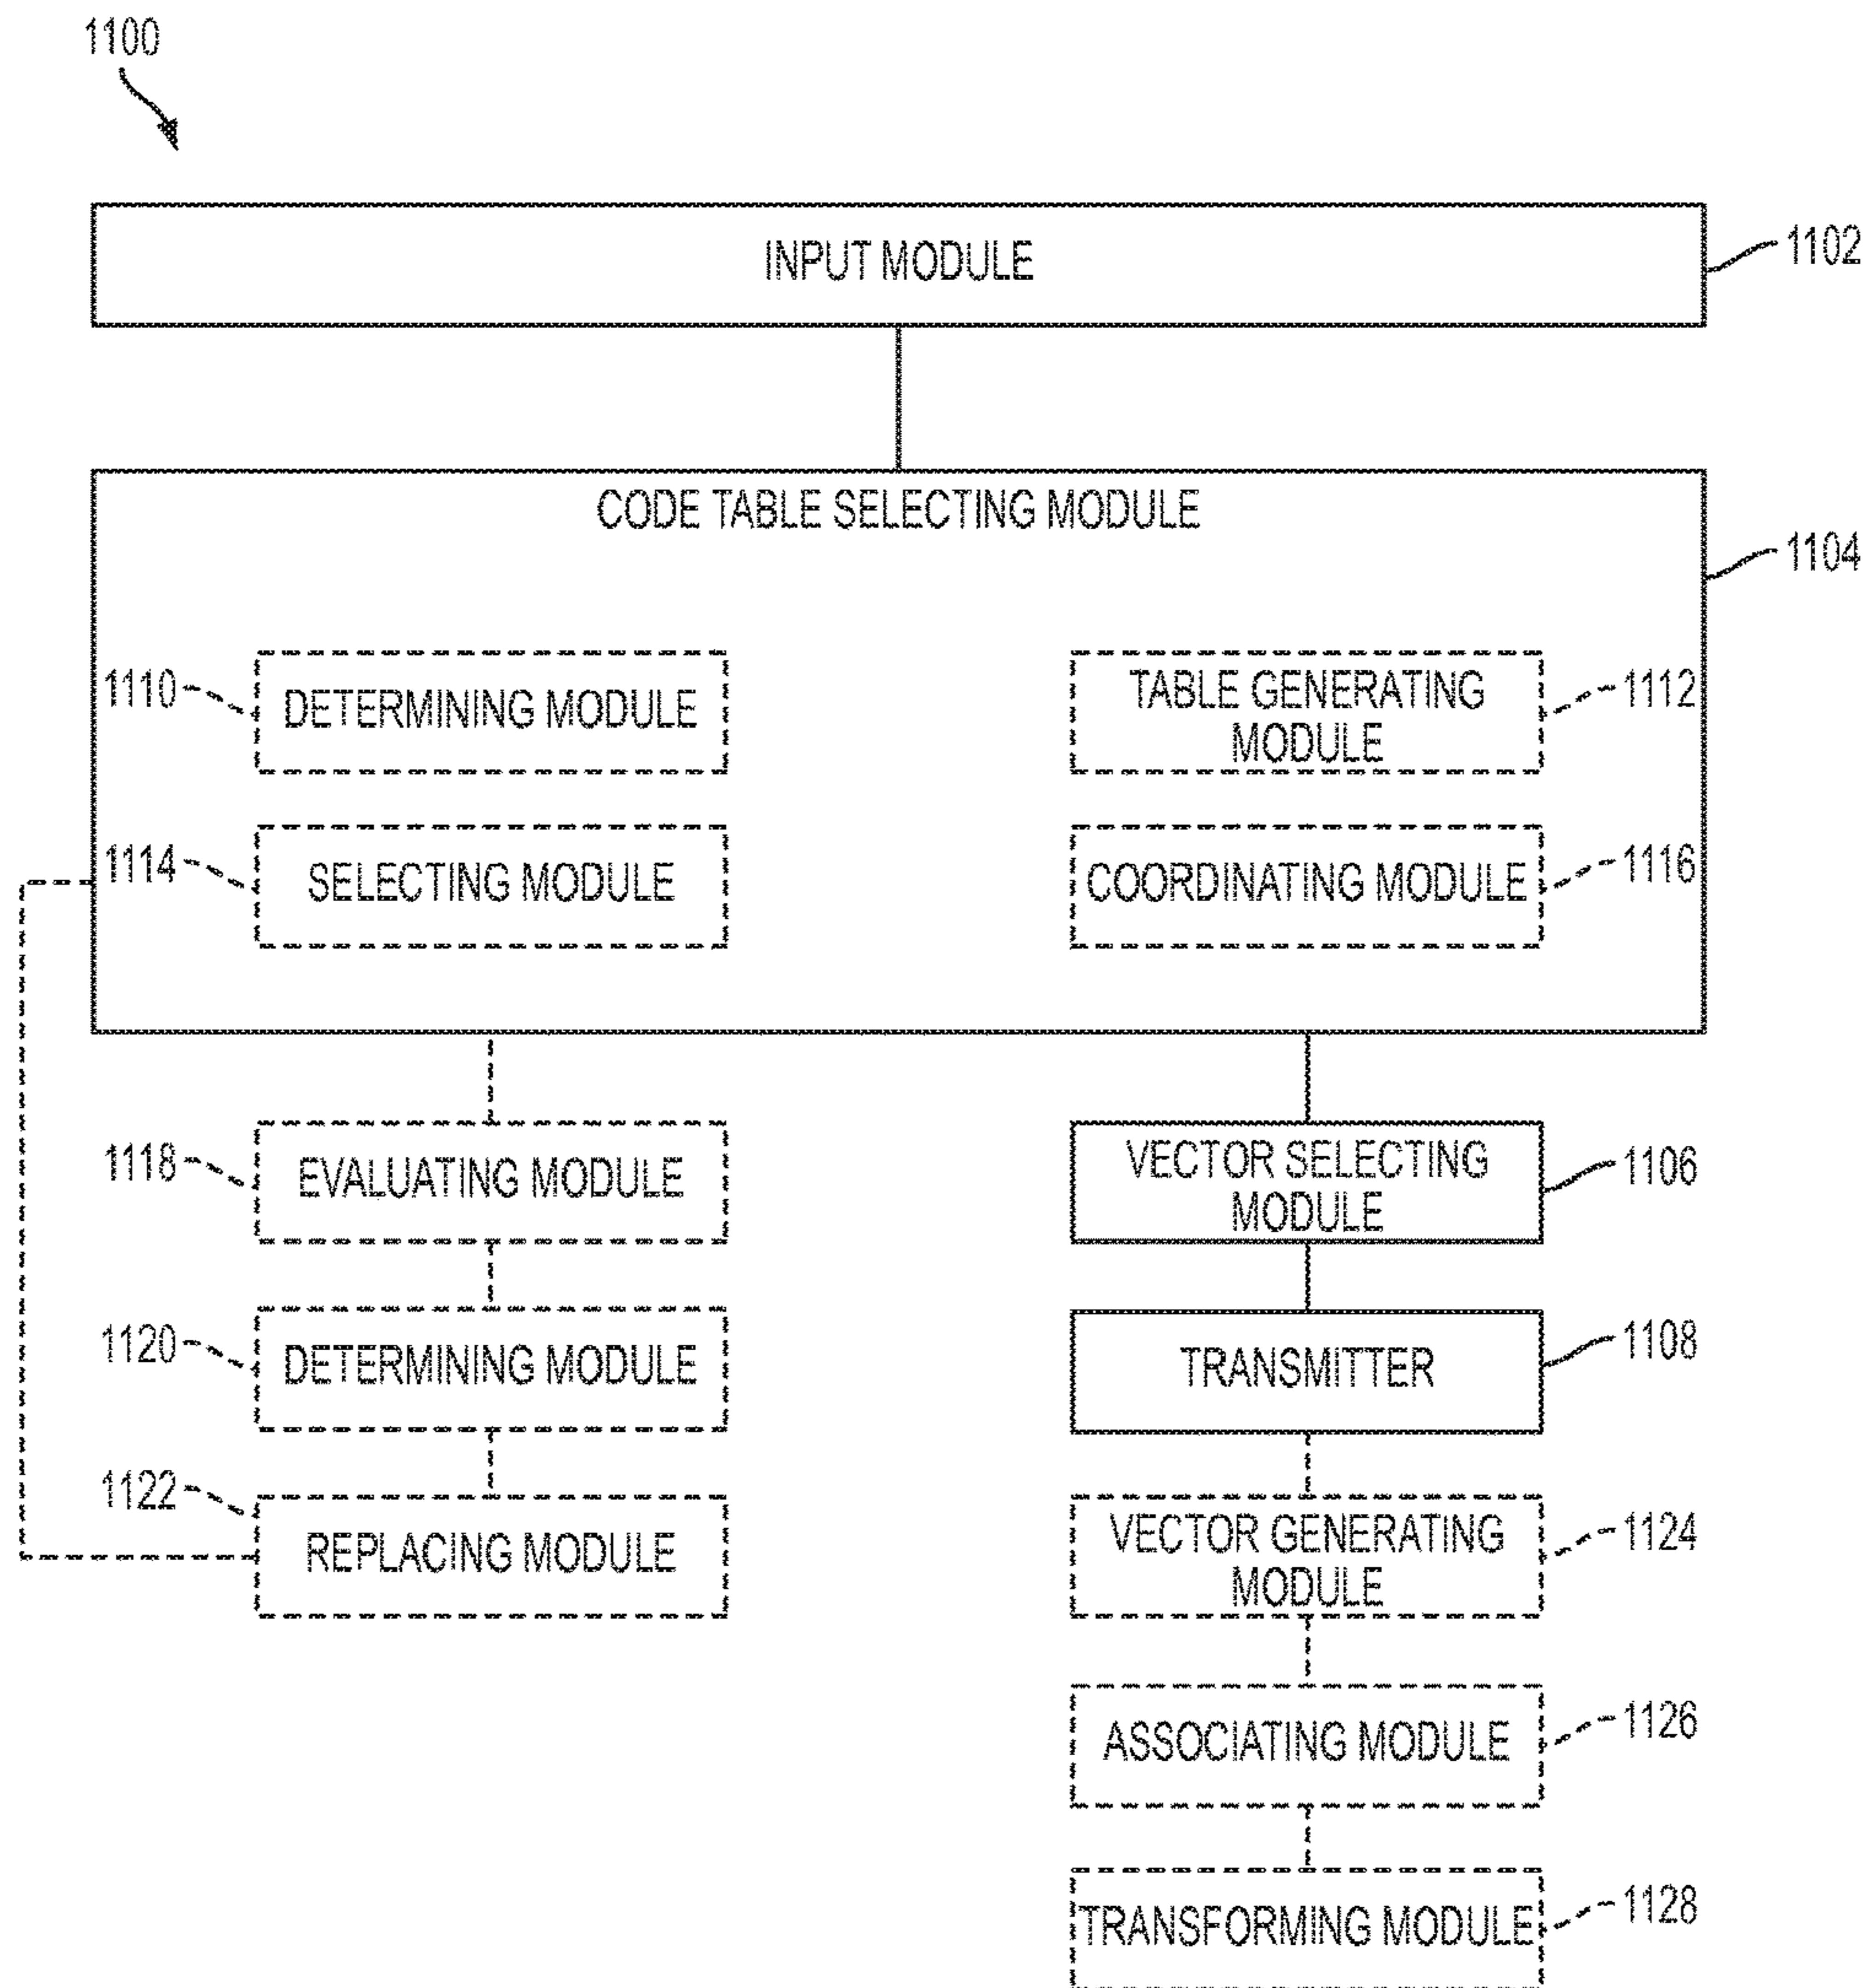 1100
INPUT MODULE
1102
CODE TABLE SELECTING MODULE
1104
1110
DETERMINING MODULE
TABLE GENERATING
MODULE
1112
1114
SELECTING MODULE
COORDINATING MODULE
1116
1118
EVALUATING MODULE
VECTOR SELECTING
MODULE
1106
1120
DETERMINING MODULE
TRANSMITTER
1108
1122
REPLACING MODULE
VECTOR GENERATING
MODULE
1124
ASSOCIATING MODULE
1126
TRANSFORMING MODULE
1128